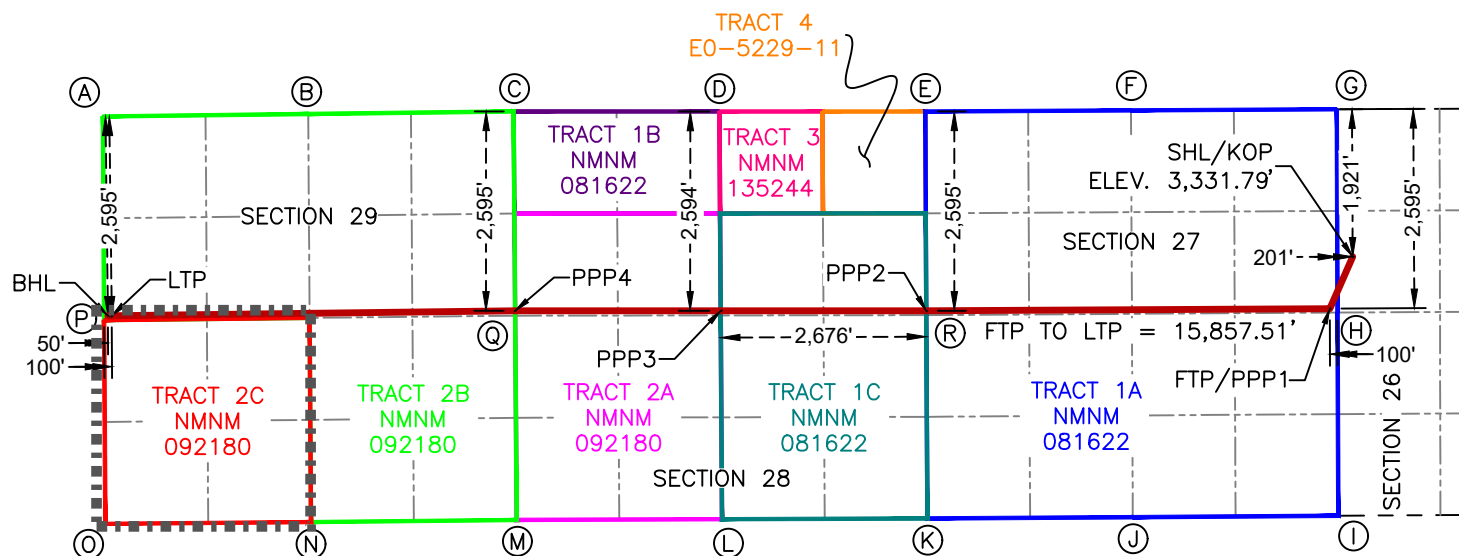 TRACT 4
E0-5229-11
A
B
C
D
E
F
G
TRACT 1B
NMNM
081622
TRACT 3
NMNM
135244
SHL/KOP
ELEV. 3,331.79'
1,921'
2,595'
2,595'
2,594'
2,595'
2,595'
SECTION 29
SECTION 27
201'
BHL
LTP
PPP4
PPP2
P
Q
R
H
FTP TO LTP = 15,857.51'
50'
100'
PPP3
2,676'
100'
FTP/PPP1
TRACT 2C
NMNM
092180
TRACT 2B
NMNM
092180
TRACT 2A
NMNM
092180
TRACT 1C
NMNM
081622
TRACT 1A
NMNM
081622
SECTION 28
SECTION 26
O
N
M
L
K
J
I